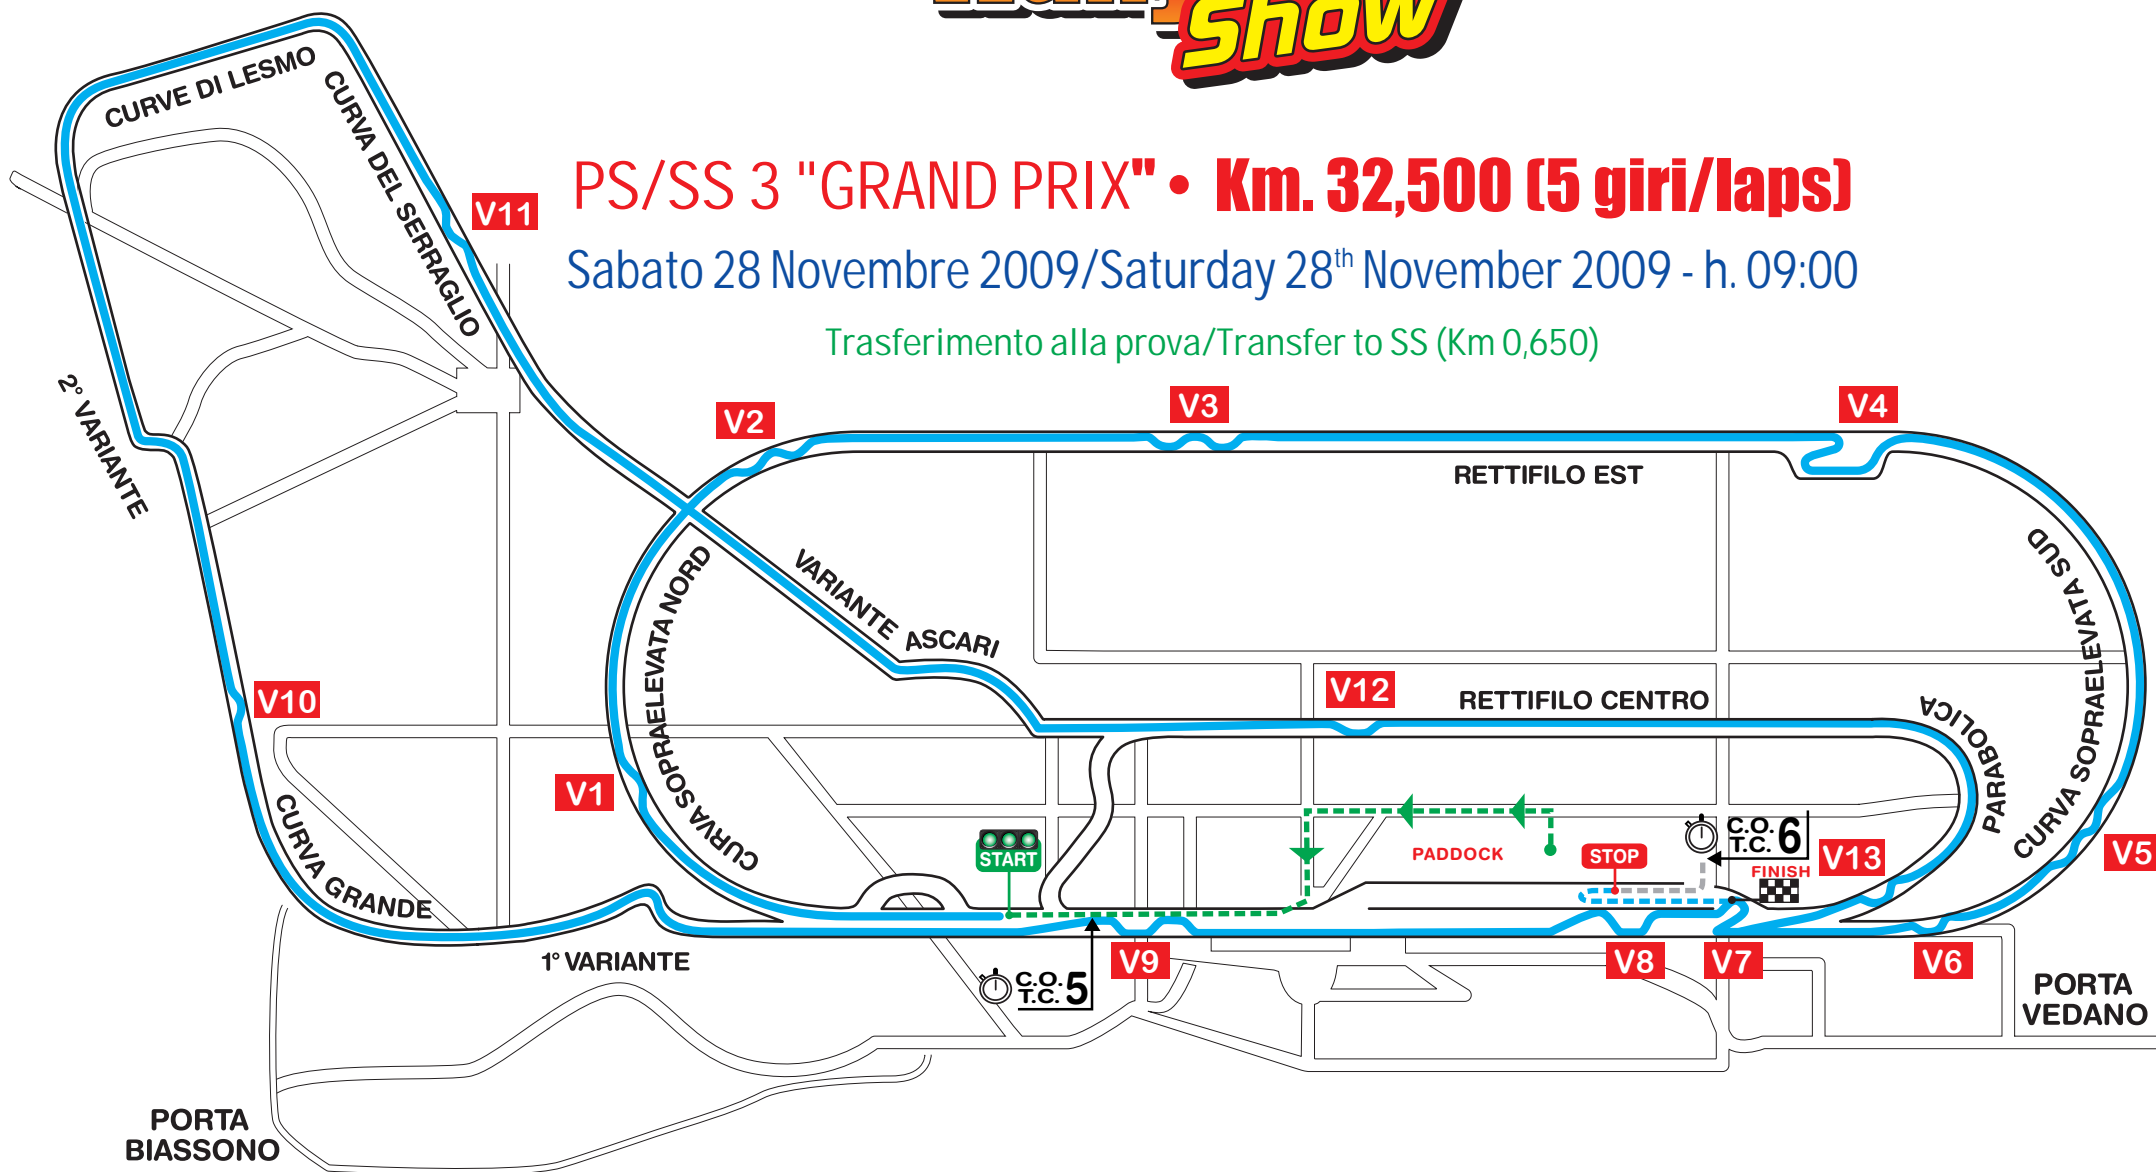 Show
PS/SS 3 "GRAND PRIX" • Km. 32,500 (5 giri/laps)
Sabato 28 Novembre 2009/Saturday 28th November 2009 - h. 09:00
Trasferimento alla prova/Transfer to SS (Km 0,650)
CURVE DI LESMO
CURVA DEL SERRAGLIO
V11
2° VARIANTE
V2
V3
V4
RETTIFILO EST
CURVA SOPRAELEVATA NORD
VARIANTE ASCARI
CURVA SOPRAELEVATA SUD
V10
V12
RETTIFILO CENTRO
PARABOLICA
V1
CURVA GRANDE
START
PADDOCK
STOP
C.O.
T.C. 6
V13
FINISH
V5
1° VARIANTE
V9
V8
V7
V6
C.O.
T.C. 5
PORTA
VEDANO
PORTA
BIASSONO